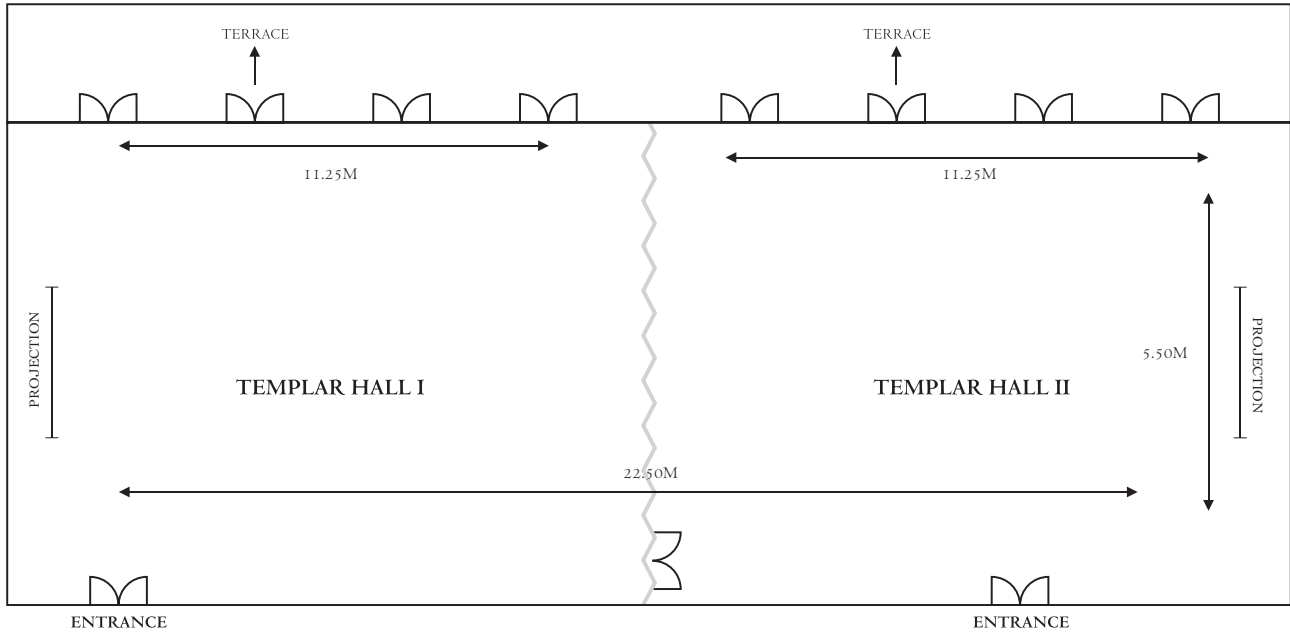 TERRACE
TERRACE
11.25M
11.25M
PROJECTION
PROJECTION
5.50M
TEMPLAR HALL I
TEMPLAR HALL II
22.50M
ENTRANCE
ENTRANCE